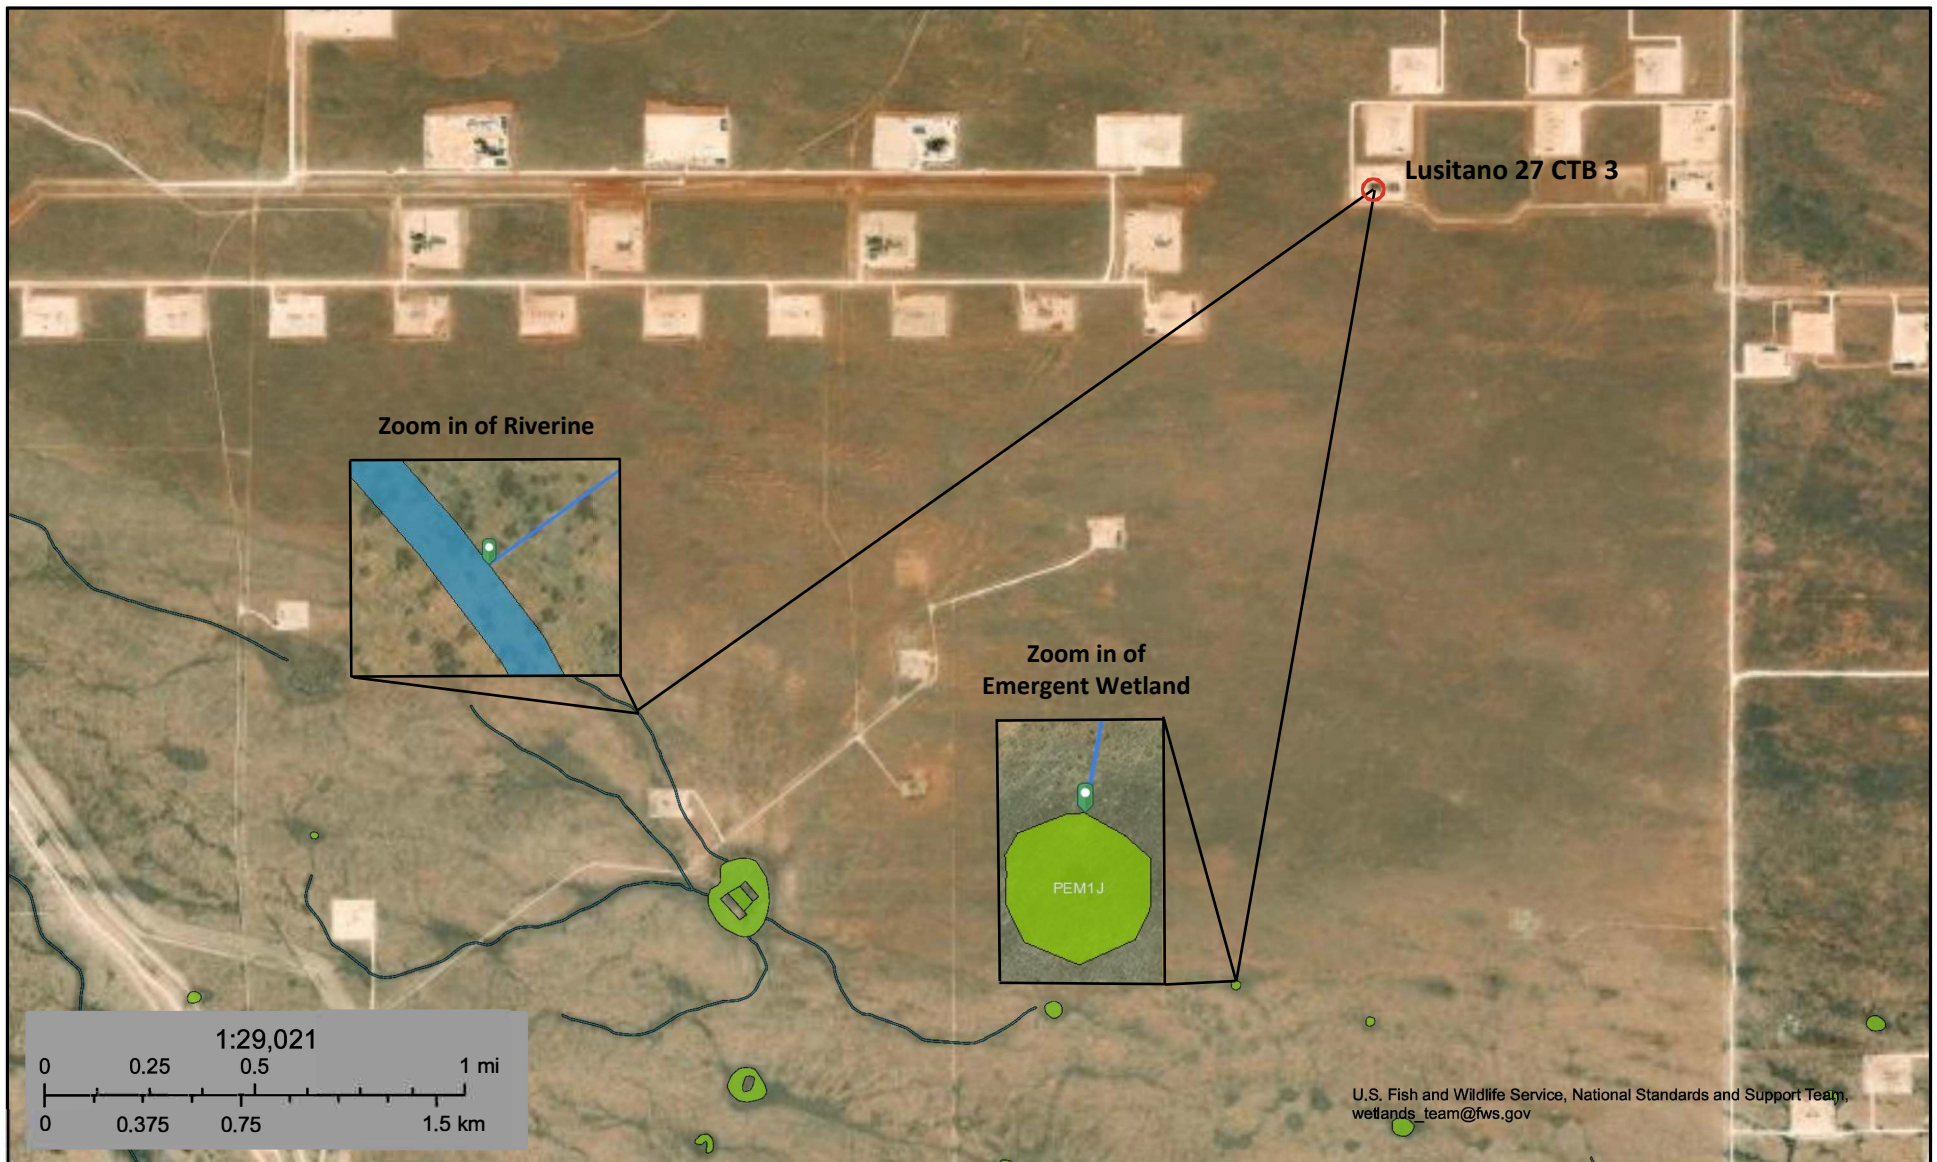 Lusitano 27 CTB 3
Zoom in of Riverine
Zoom in of
Emergent Wetland
PEM1J
1:29,021
0 0.25 0.5 1 mi
0 0.375 0.75 1.5 km
U.S. Fish and Wildlife Service, National Standards and Support Team,
wetlands_team@fws.gov